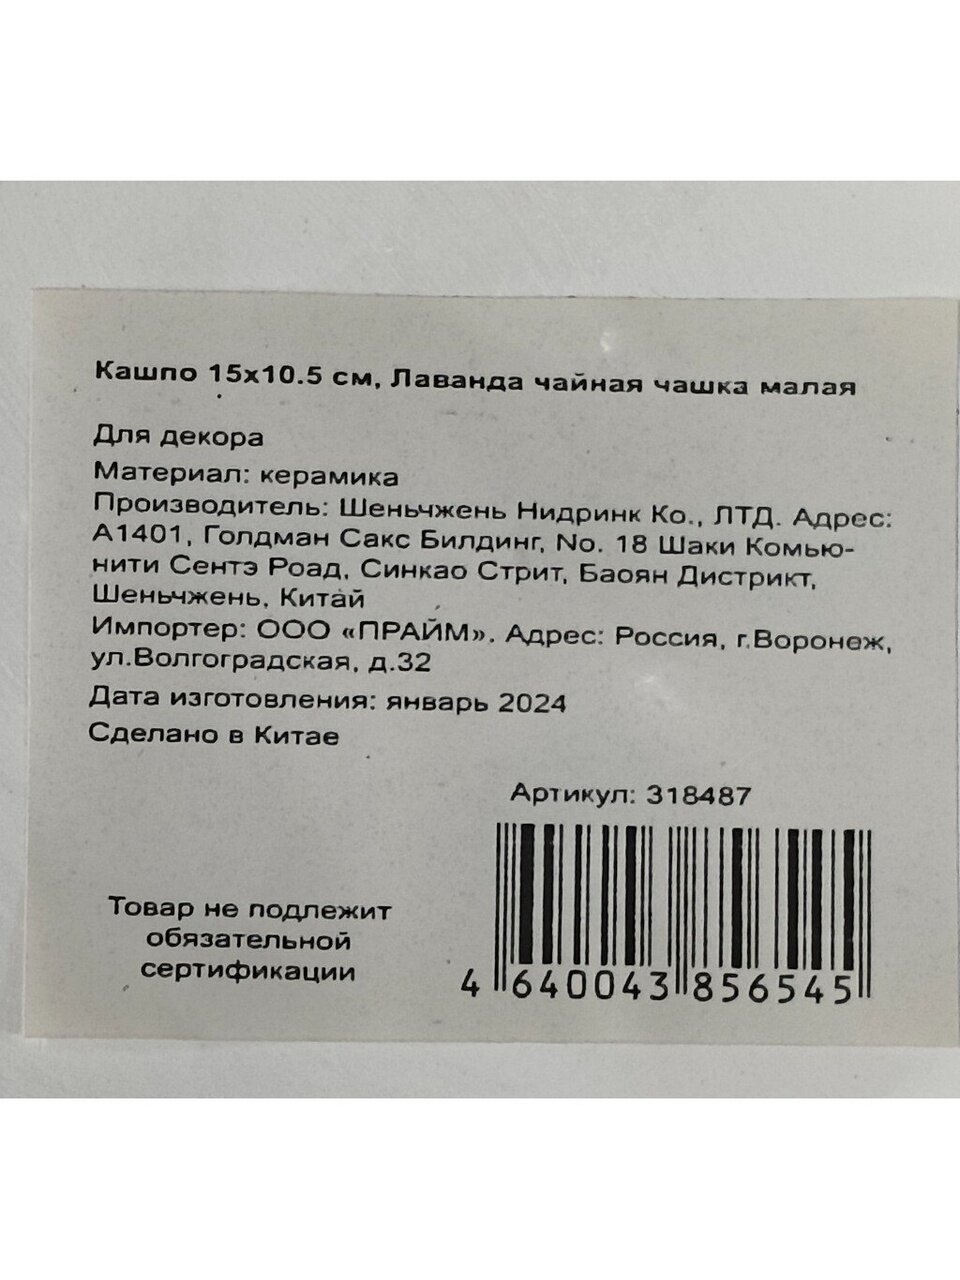 Кашпо 15х10.5 см, Лаванда чайная чашка малая
Для декора
Материал: керамика
Производитель: Шеньчжень Нидринк Ко., ЛТД. Адрес:
А1401, Голдман Сакс Билдинг, No. 18 Шаки Комью-
нити Сентэ Роад, Синкао Стрит, Баоян Дистрикт,
Шеньчжень, Китай
Импортер: ООО «ПРАЙМ». Адрес: Россия, г.Воронеж,
ул.Волгоградская, д.32
Дата изготовления: январь 2024
Сделано в Китае
Артикул: 318487
Товар не подлежит
обязательной
сертификации
4 640043 856545